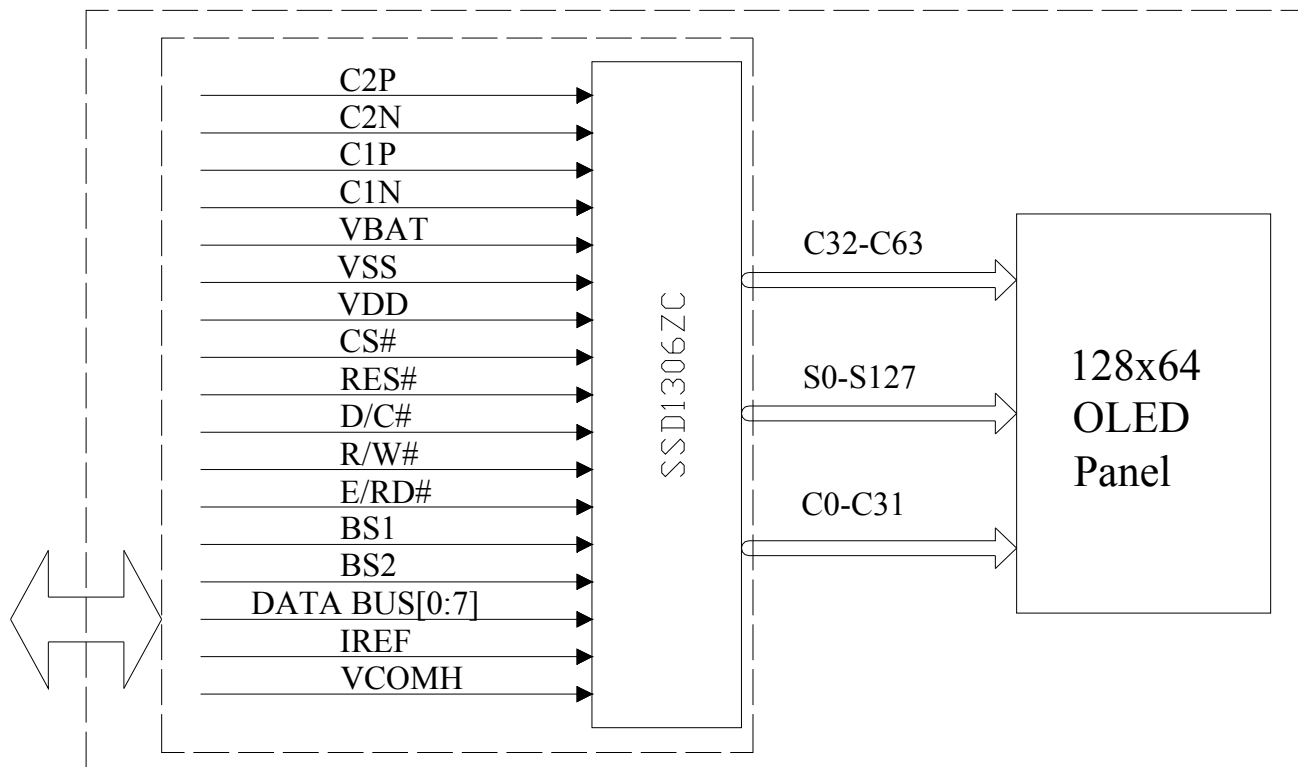 C2P
C2N
C1P
C1N
VBAT
VSS
VDD
CS#
RES#
D/C#
R/W#
E/RD#
BS1
BS2
DATA BUS[0:7]
IREF
VCOMH
SSD1306ZC
C32-C63
S0-S127
C0-C31
128x64
OLED
Panel